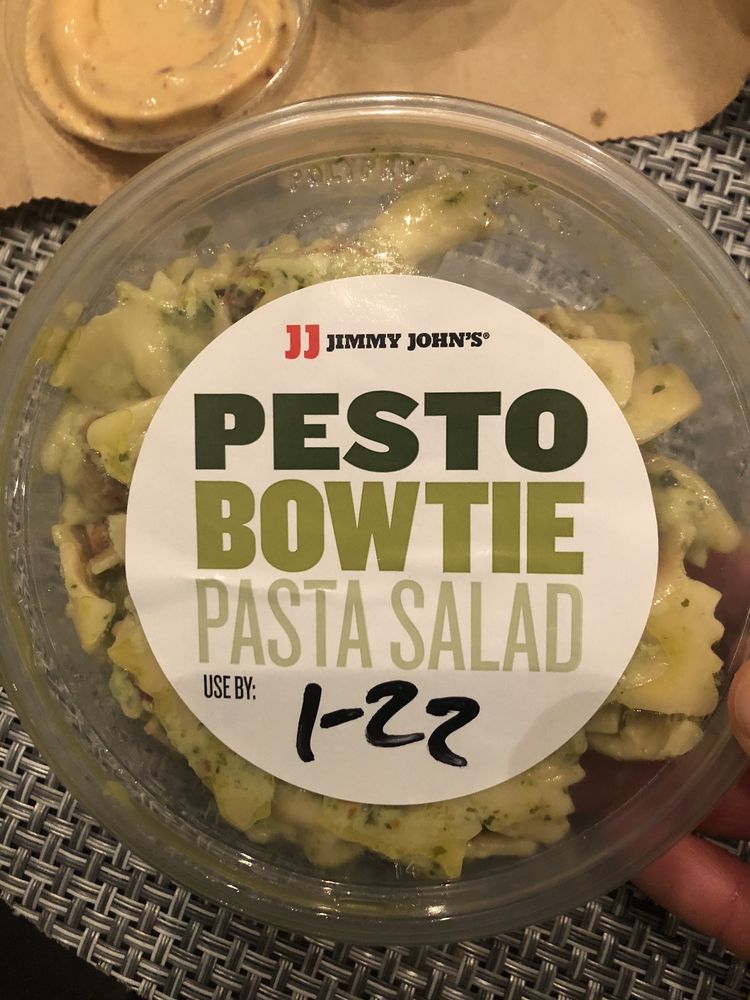 JJ JIMMY JOHN'S®
PESTO
BOWTIE
PASTA SALAD
USE BY:
1-22